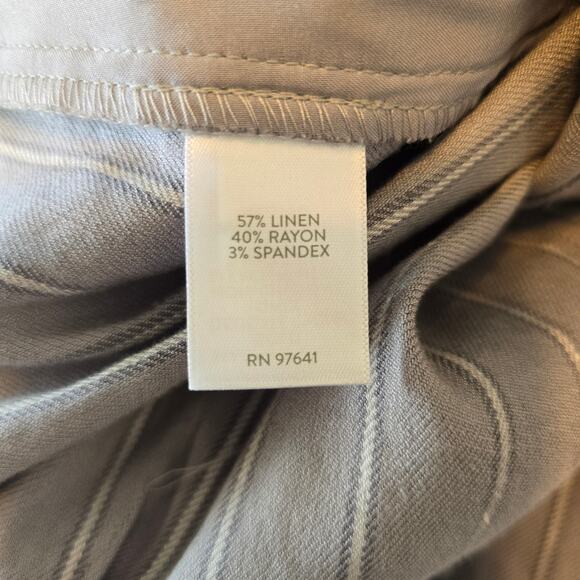 57% LINEN
40% RAYON
3% SPANDEX
RN 97641